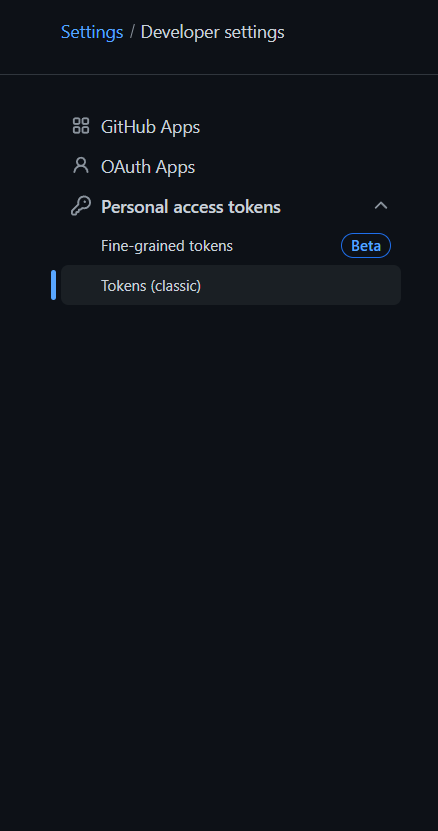 Settings / Developer settings
GitHub Apps
OAuth Apps
Personal access tokens
Fine-grained tokens Beta
Tokens (classic)